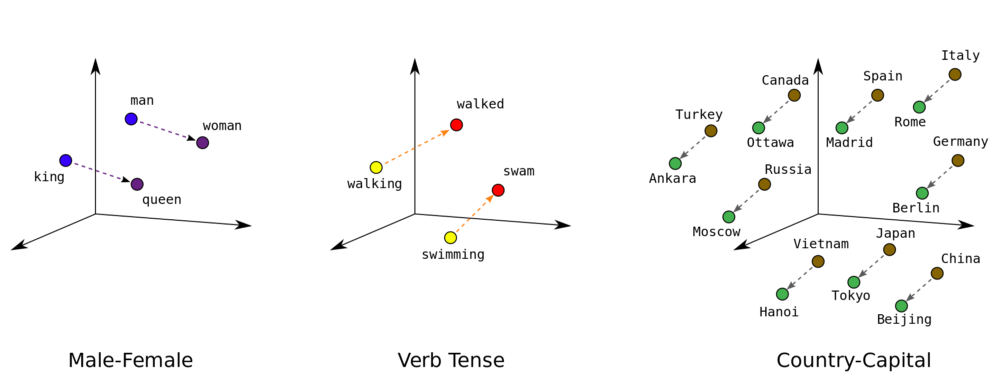 man
woman
king
queen
Male-Female
walked
walking
swam
swimming
Verb Tense
Italy
Canada
Spain
Rome
Turkey
Ottawa
Madrid
Germany
Ankara
Russia
Berlin
Moscow
Japan
Vietnam
China
Tokyo
Hanoi
Beijing
Country-Capital